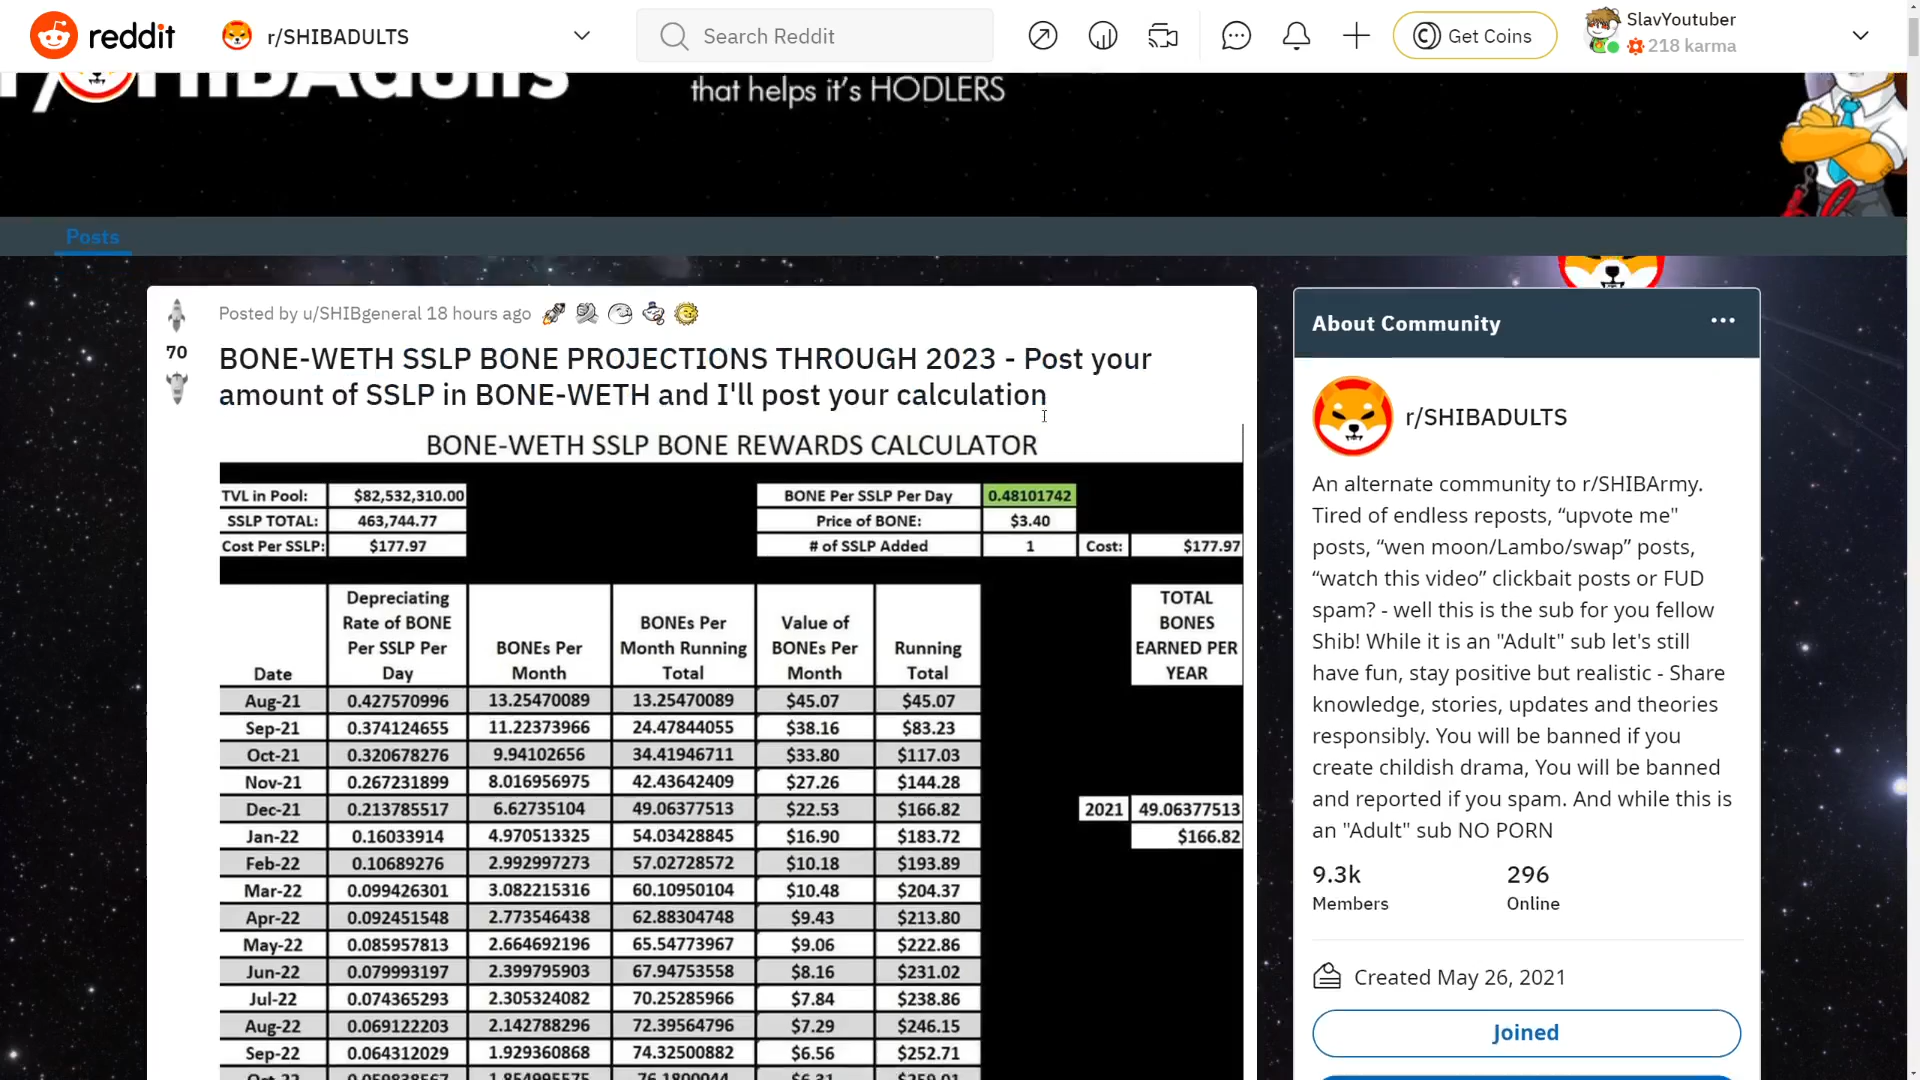 reddit
r/SHIBADULTS
Search Reddit
Get Coins
SlavYoutuber
218 karma
r/SHIBAdults
that helps it's HODLERS
Posts
70
Posted by u/SHIBgeneral 18 hours ago
BONE-WETH SSLP BONE PROJECTIONS THROUGH 2023 - Post your
amount of SSLP in BONE-WETH and I'll post your calculation
BONE-WETH SSLP BONE REWARDS CALCULATOR
TVL in Pool: $82,532,310.00 BONE Per SSLP Per Day 0.48101742
SSLP TOTAL: 463,744.77 Price of BONE: $3.40
Cost Per SSLP: $177.97 # of SSLP Added 1 Cost: $177.97
Date
Depreciating
Rate of BONE
Per SSLP Per
Day
BONEs Per
Month
BONEs Per
Month Running
Total
Value of
BONEs Per
Month
Running
Total
TOTAL
BONES
EARNED PER
YEAR
Aug-21 0.427570996 13.25470089 13.25470089 $45.07 $45.07
Sep-21 0.374124655 11.22373966 24.47844055 $38.16 $83.23
Oct-21 0.320678276 9.94102656 34.41946711 $33.80 $117.03
Nov-21 0.267231899 8.016956975 42.43642409 $27.26 $144.28
Dec-21 0.213785517 6.62735104 49.06377513 $22.53 $166.82 2021 49.06377513
Jan-22 0.16033914 4.970513325 54.03428845 $16.90 $183.72 $166.82
Feb-22 0.10689276 2.992997273 57.02728572 $10.18 $193.89
Mar-22 0.099426301 3.082215316 60.10950104 $10.48 $204.37
Apr-22 0.092451548 2.773546438 62.88304748 $9.43 $213.80
May-22 0.085957813 2.664692196 65.54773967 $9.06 $222.86
Jun-22 0.079993197 2.399795903 67.94753558 $8.16 $231.02
Jul-22 0.074365293 2.305324082 70.25285966 $7.84 $238.86
Aug-22 0.069122203 2.142788296 72.39564796 $7.29 $246.15
Sep-22 0.064312029 1.929360868 74.32500882 $6.56 $252.71
About Community
r/SHIBADULTS
An alternate community to r/SHIBArmy.
Tired of endless reposts, “upvote me"
posts, “wen moon/Lambo/swap” posts,
“watch this video” clickbait posts or FUD
spam? - well this is the sub for you fellow
Shib! While it is an "Adult" sub let's still
have fun, stay positive but realistic - Share
knowledge, stories, updates and theories
responsibly. You will be banned if you
create childish drama, You will be banned
and reported if you spam. And while this is
an "Adult" sub NO PORN
9.3k 296
Members Online
Created May 26, 2021
Joined